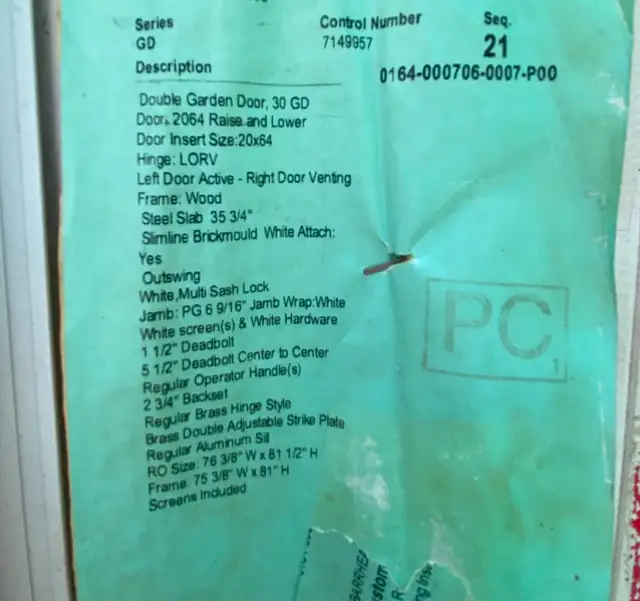 Series Control Number Seq.
GD 7149957 21
Description 0164-000706-0007-P00
Double Garden Door, 30 GD
Door: 2064 Raise and Lower
Door Insert Size:20x64
Hinge: LORV
Left Door Active - Right Door Venting
Frame: Wood
Steel Slab 35 3/4"
Slimline Brickmould White Attach:
Yes
Outswing
White,Multi Sash Lock
Jamb: PG 6 9/16" Jamb Wrap:White
White screen(s) & White Hardware
1 1/2" Deadbolt
5 1/2" Deadbolt Center to Center
Regular Operator Handle(s)
2 3/4" Backset
Regular Brass Hinge Style
Brass Double Adjustable Strike Plate
Regular Aluminum Sill
RO Size: 76 3/8" W x 81 1/2" H
Frame: 75 3/8" W x 81" H
Screens Included
PC
1